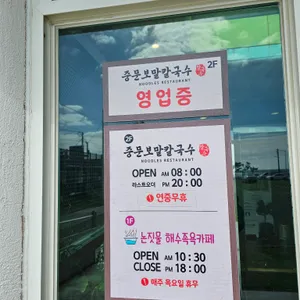 중문보말칼국수 2F
NOODLES RESTAURANT
영업중
2F
중문보말칼국수
NOODLES RESTAURANT
OPEN AM 08 : 00
라스트오더 PM 20 : 00
연중무휴
1F
논짓물 해수족욕카페
OPEN AM 10 : 30
CLOSE PM 18 : 00
매주 목요일 휴무